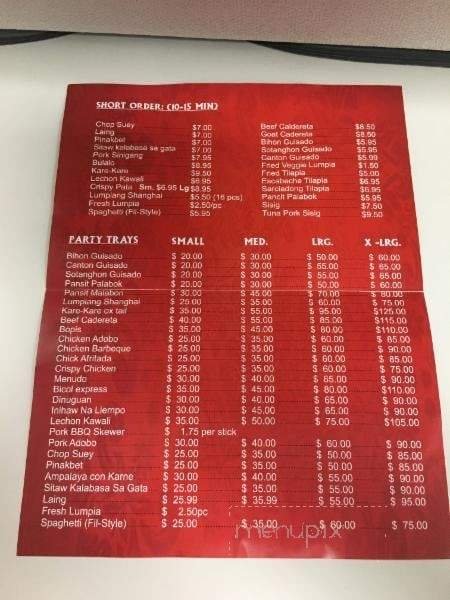 SHORT ORDER: (10-15 MIN)
Chop Suey $7.00
Laing $7.00
Pinakbet $7.00
Sitaw kalabasa sa gata $7.00
Pork Sinigang $7.95
Bulalo $8.95
Kare-Kare $9.50
Lechon Kawali $8.95
Crispy Pata Sm. $6.95 Lg $8.95
Lumpiang Shanghai $5.50 (16 pcs)
Fresh Lumpia $2.50/pc
Spaghetti (Fil-Style) $5.95
Beef Caldereta $8.50
Goat Cadereta $8.50
Bihon Guisado $5.95
Sotanghon Guisado $6.95
Canton Guisado $5.99
Fried Veggie Lumpia $1.50
Fried Tilapia $5.00
Escabeche Tilapia $6.95
Sarciadong Tilapia $6.95
Pancit Palabok $5.95
Sisig $7.50
Tuna Pork Sisig $9.50
PARTY TRAYS SMALL MED. LRG. X -LRG.
Bihon Guisado $ 20.00 $ 30.00 $ 50.00 $ 60.00
Canton Guisado $ 20.00 $ 30.00 $ 55.00 $ 65.00
Sotanghon Guisado $ 20.00 $ 30.00 $ 55.00 $ 65.00
Pansit Palabok $ 20.00 $ 30.00 $ 50.00 $ 60.00
Pansit Malabon $ 30.00 $ 45.00 $ 70.00 $ 80.00
Lumpiang Shanghai $ 25.00 $ 35.00 $ 60.00 $ 75.00
Kare-Kare ox tail $ 35.00 $ 55.00 $ 95.00 $125.00
Beef Cadereta $ 40.00 $ 55.00 $ 85.00 $115.00
Bopis $ 35.00 $ 45.00 $ 80.00 $110.00
Chicken Adobo $ 25.00 $ 35.00 $ 60.00 $ 85.00
Chicken Barbeque $ 25.00 $ 35.00 $ 60.00 $ 90.00
Chick Afritada $ 25.00 $ 35.00 $ 60.00 $ 85.00
Crispy Chicken $ 25.00 $ 35.00 $ 60.00 $ 75.00
Menudo $ 30.00 $ 40.00 $ 65.00 $ 90.00
Bicol express $ 35.00 $ 45.00 $ 80.00 $110.00
Dinuguan $ 30.00 $ 40.00 $ 65.00 $ 90.00
Inihaw Na Liempo $ 30.00 $ 45.00 $ 65.00 $ 90.00
Lechon Kawali $ 35.00 $ 50.00 $ 75.00 $105.00
Pork BBQ Skewer $ 1.75 per stick
Pork Adobo $ 30.00 $ 40.00 $ 60.00 $ 90.00
Chop Suey $ 25.00 $ 35.00 $ 50.00 $ 85.00
Pinakbet $ 25.00 $ 35.00 $ 50.00 $ 85.00
Ampalaya con Karne $ 30.00 $ 40.00 $ 55.00 $ 90.00
Sitaw Kalabasa Sa Gata $ 25.00 $ 35.00 $ 55.00 $ 90.00
Laing $ 25.99 $ 35.99 $ 55.00 $ 95.00
Fresh Lumpia $ 2.50pc
Spaghetti (Fil-Style) $ 25.00 $ 35.00 $ 60.00 $ 75.00
menupix